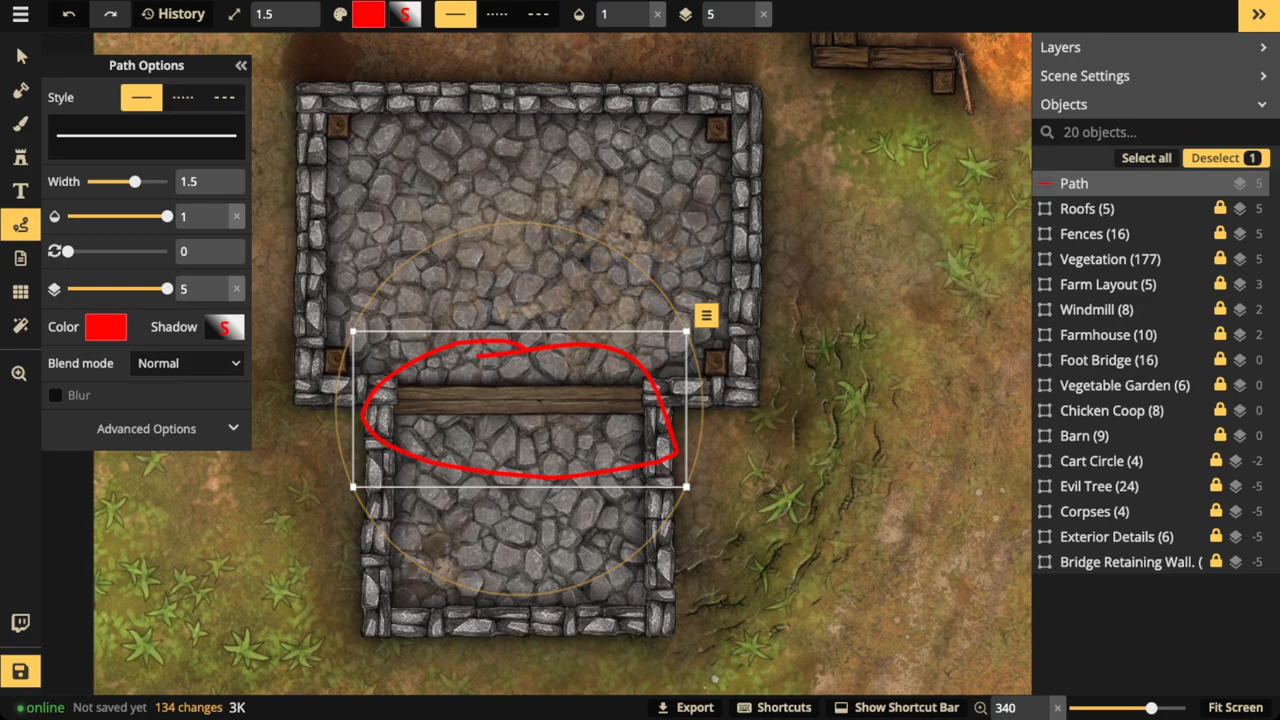 History
1.5
S
1
×
5
×
Path Options
Style
Width
1.5
1
×
0
5
×
Color
Shadow
S
Blend mode
Normal
Blur
Advanced Options
T
Layers
Scene Settings
Objects
20 objects...
Select all
Deselect 1
Path 5
Roofs (5) 5
Fences (16) 5
Vegetation (177) 5
Farm Layout (5) 3
Windmill (8) 2
Farmhouse (10) 2
Foot Bridge (16) 0
Vegetable Garden (6) 0
Chicken Coop (8) 0
Barn (9) 0
Cart Circle (4) -2
Evil Tree (24) -5
Corpses (4) -5
Exterior Details (6) -5
Bridge Retaining Wall. ( -5
online Not saved yet 134 changes 3K
Export
Shortcuts
Show Shortcut Bar
340 ×
Fit Screen